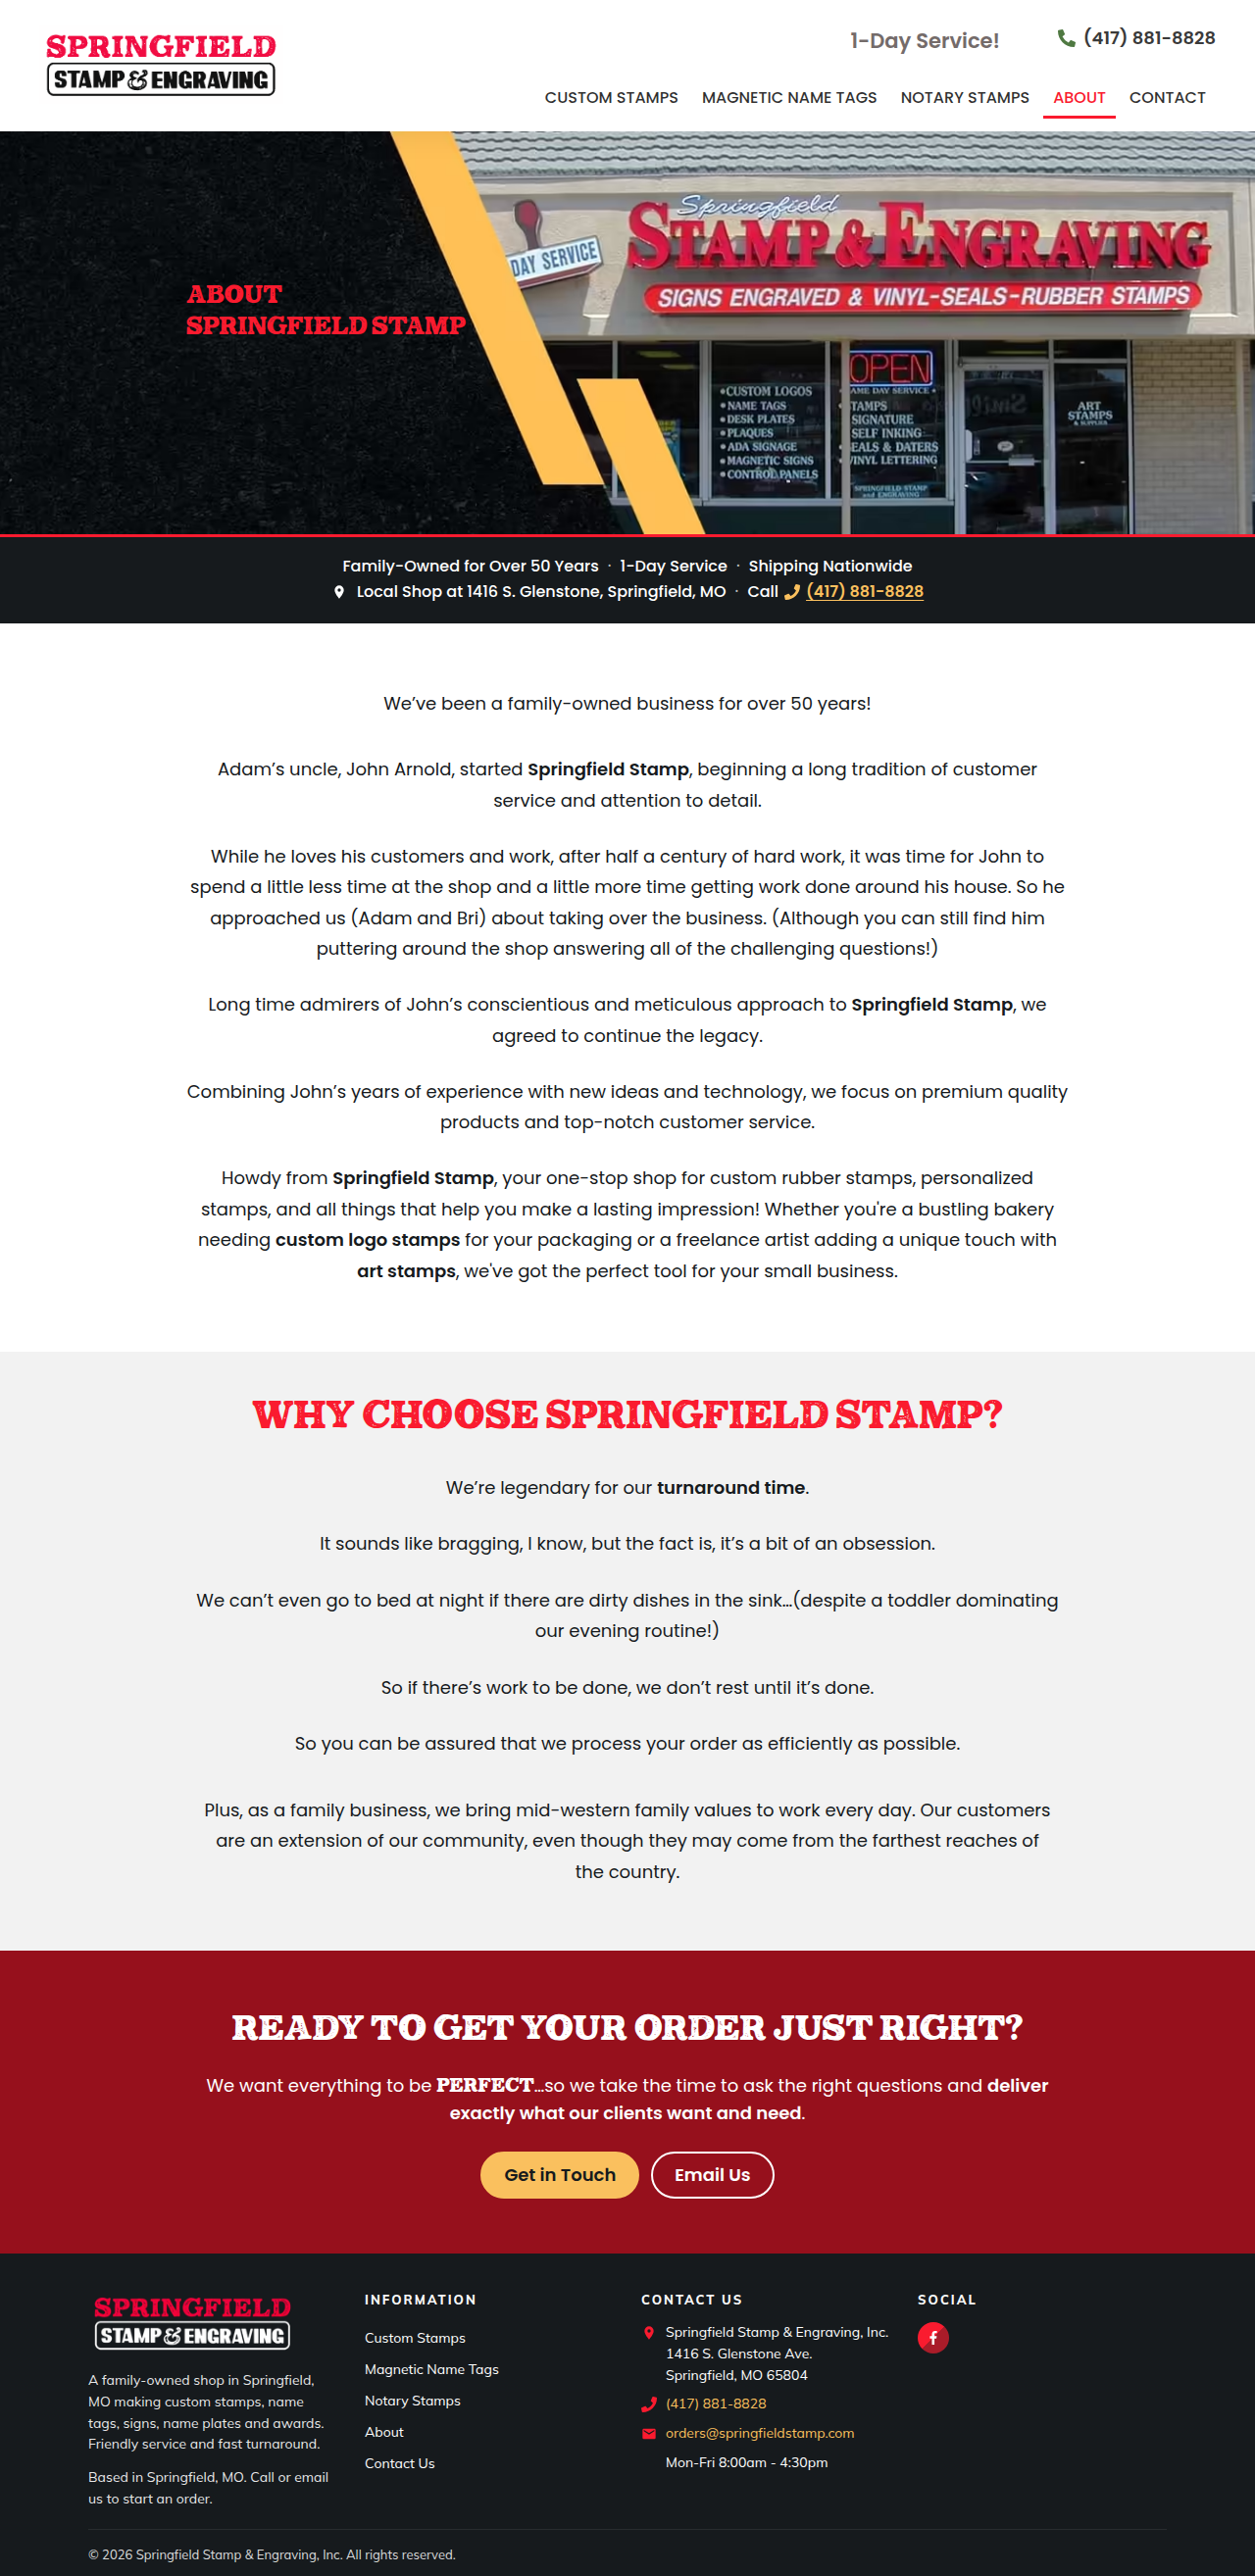 SPRINGFIELD
STAMP & ENGRAVING
1-Day Service!
(417) 881-8828
CUSTOM STAMPS MAGNETIC NAME TAGS NOTARY STAMPS ABOUT CONTACT
ABOUT
SPRINGFIELD STAMP
Springfield
STAMP & ENGRAVING
DAY SERVICE
SIGNS ENGRAVED & VINYL-SEALS-RUBBER STAMPS
OPEN
•CUSTOM LOGOS
•NAME TAGS
•DESK PLATES
•PLAQUES
•ADA SIGNAGE
•MAGNETIC SIGNS
•CONTROL PANELS
AME DAY SERVICE •
STAMPS
SIGNATURE
SELF INKING
EALS & DATERS
VINYL LETTERING
SPRINGFIELD STAMP
and ENGRAVING
ART
STAMPS
& SUPPLIES
Family-Owned for Over 50 Years · 1-Day Service · Shipping Nationwide
Local Shop at 1416 S. Glenstone, Springfield, MO · Call (417) 881-8828
We’ve been a family-owned business for over 50 years!
Adam’s uncle, John Arnold, started Springfield Stamp, beginning a long tradition of customer
service and attention to detail.
While he loves his customers and work, after half a century of hard work, it was time for John to
spend a little less time at the shop and a little more time getting work done around his house. So he
approached us (Adam and Bri) about taking over the business. (Although you can still find him
puttering around the shop answering all of the challenging questions!)
Long time admirers of John’s conscientious and meticulous approach to Springfield Stamp, we
agreed to continue the legacy.
Combining John’s years of experience with new ideas and technology, we focus on premium quality
products and top-notch customer service.
Howdy from Springfield Stamp, your one-stop shop for custom rubber stamps, personalized
stamps, and all things that help you make a lasting impression! Whether you're a bustling bakery
needing custom logo stamps for your packaging or a freelance artist adding a unique touch with
art stamps, we've got the perfect tool for your small business.
WHY CHOOSE SPRINGFIELD STAMP?
We’re legendary for our turnaround time.
It sounds like bragging, I know, but the fact is, it’s a bit of an obsession.
We can’t even go to bed at night if there are dirty dishes in the sink…(despite a toddler dominating
our evening routine!)
So if there’s work to be done, we don’t rest until it’s done.
So you can be assured that we process your order as efficiently as possible.
Plus, as a family business, we bring mid-western family values to work every day. Our customers
are an extension of our community, even though they may come from the farthest reaches of
the country.
READY TO GET YOUR ORDER JUST RIGHT?
We want everything to be PERFECT…so we take the time to ask the right questions and deliver
exactly what our clients want and need.
Get in Touch Email Us
SPRINGFIELD
STAMP & ENGRAVING
A family-owned shop in Springfield,
MO making custom stamps, name
tags, signs, name plates and awards.
Friendly service and fast turnaround.
Based in Springfield, MO. Call or email
us to start an order.
INFORMATION
Custom Stamps
Magnetic Name Tags
Notary Stamps
About
Contact Us
CONTACT US
Springfield Stamp & Engraving, Inc.
1416 S. Glenstone Ave.
Springfield, MO 65804
(417) 881-8828
orders@springfieldstamp.com
Mon-Fri 8:00am - 4:30pm
SOCIAL
© 2026 Springfield Stamp & Engraving, Inc. All rights reserved.